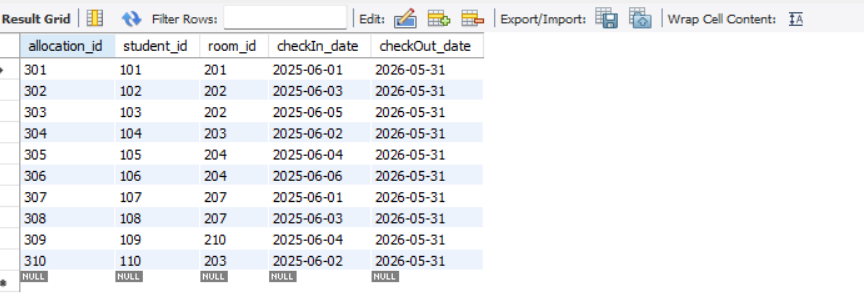 Result Grid Filter Rows: Edit: Export/Import: Wrap Cell Content: IA
allocation_id student_id room_id checkIn_date checkOut_date
301 101 201 2025-06-01 2026-05-31
302 102 202 2025-06-03 2026-05-31
303 103 202 2025-06-05 2026-05-31
304 104 203 2025-06-02 2026-05-31
305 105 204 2025-06-04 2026-05-31
306 106 204 2025-06-06 2026-05-31
307 107 207 2025-06-01 2026-05-31
308 108 207 2025-06-03 2026-05-31
309 109 210 2025-06-04 2026-05-31
310 110 203 2025-06-02 2026-05-31
NULL NULL NULL NULL NULL